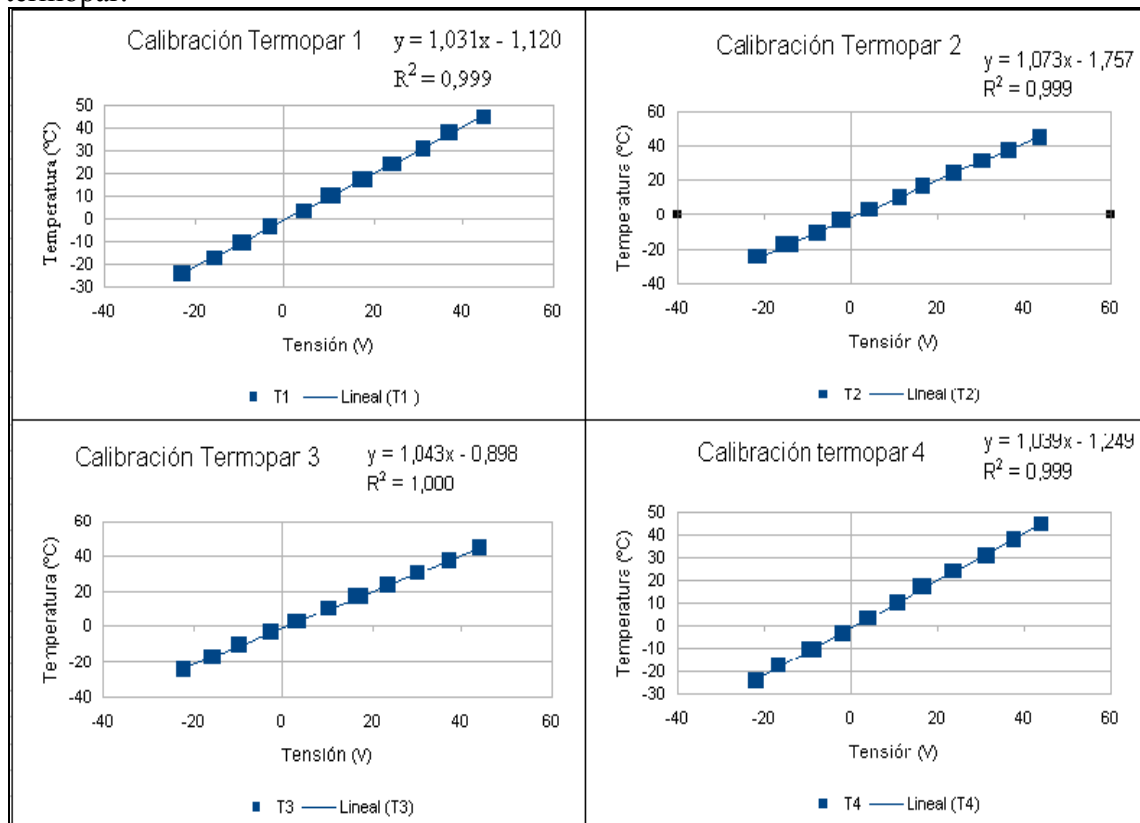 termopar.
Calibración Termopar 1
y = 1,031x - 1,120
R² = 0,999
Temperatura (ºC)
50
40
30
20
10
0
-10
-20
-30
-40 -20 0 20 40 60
Tensión (V)
T1 Lineal (T1 )
Calibración Termopar 2
y = 1,073x - 1,757
R² = 0,999
Temperatura (ºC)
60
40
20
0
-20
-40
-40 -20 0 20 40 60
Tensiór (V)
T2 Lineal (T2)
Calibración Termopar 3
y = 1,043x - 0,898
R² = 1,000
Temperatura (ºC)
60
40
20
0
-20
-40
-40 -20 0 20 40 60
Tensión (V)
T3 Lineal (T3)
Calibración termopar 4
y = 1,039x - 1,249
R² = 0,999
Temperatura (ºC)
50
40
30
20
10
0
-10
-20
-30
-40 -20 0 20 40 60
Tensiór (V)
T4 Lineal (T4)